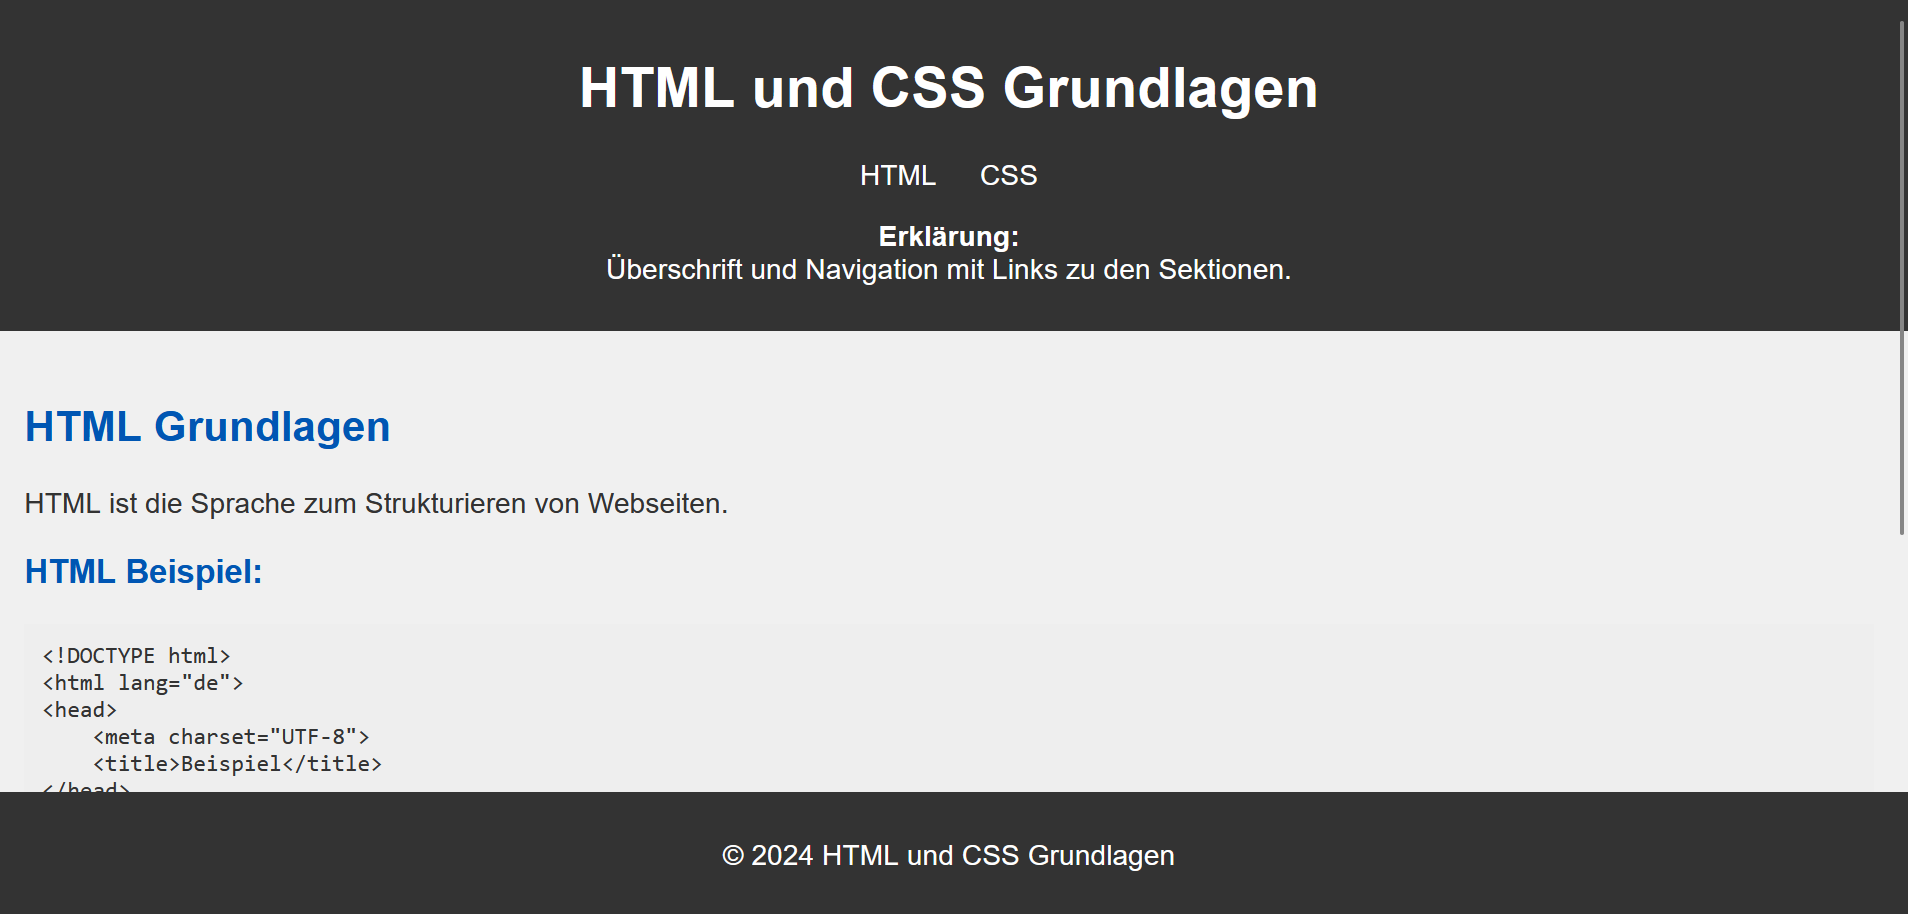 HTML und CSS Grundlagen
HTML CSS
Erklärung:
Überschrift und Navigation mit Links zu den Sektionen.
HTML Grundlagen
HTML ist die Sprache zum Strukturieren von Webseiten.
HTML Beispiel:
<!DOCTYPE html>
<html lang="de">
<head>
    <meta charset="UTF-8">
    <title>Beispiel</title>
</head>
© 2024 HTML und CSS Grundlagen